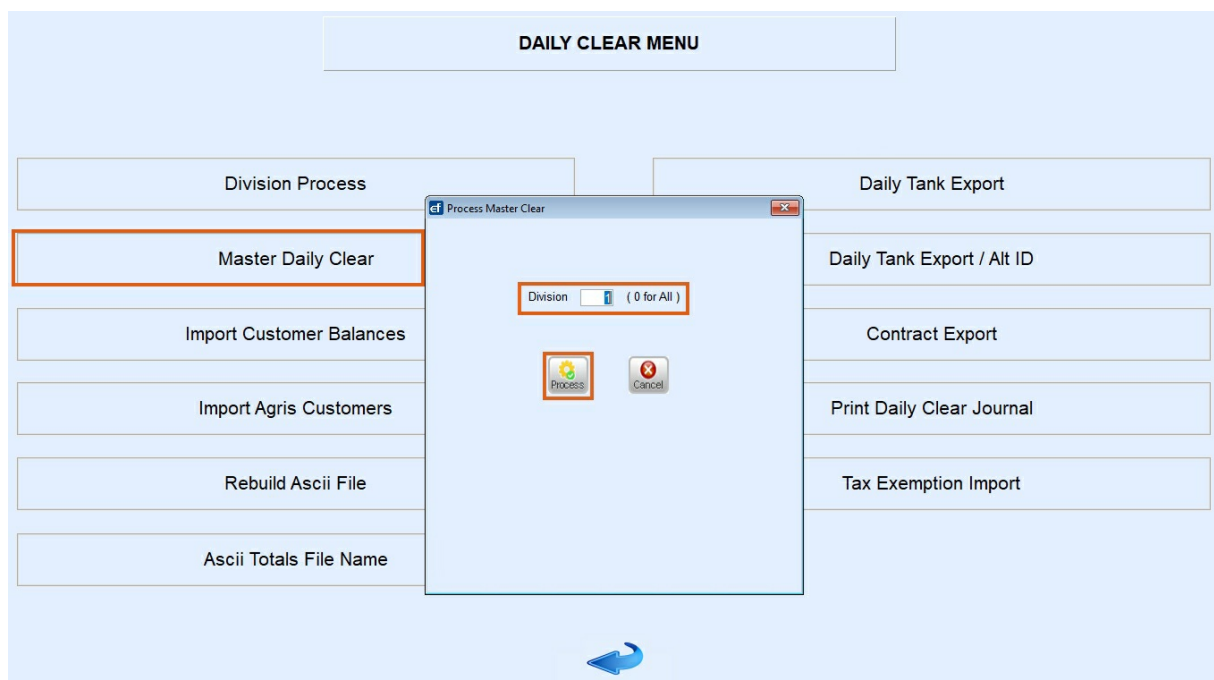 DAILY CLEAR MENU
Division Process
Daily Tank Export
ef Process Master Clear
Master Daily Clear
Daily Tank Export / Alt ID
Division 1 ( 0 for All )
Import Customer Balances
Contract Export
Process
Cancel
Import Agris Customers
Print Daily Clear Journal
Rebuild Ascii File
Tax Exemption Import
Ascii Totals File Name